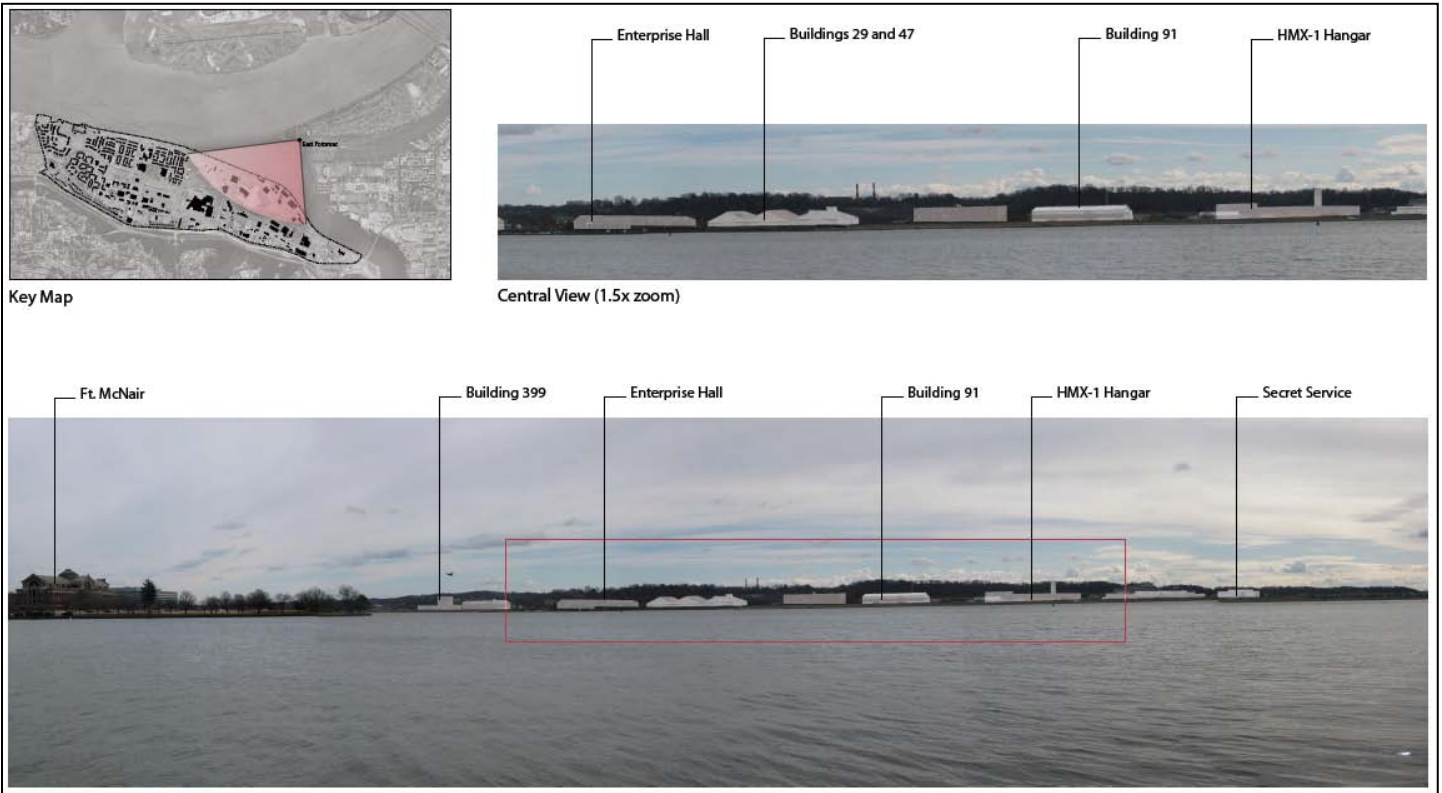 East Potomac
Key Map
Enterprise Hall
Buildings 29 and 47
Building 91
HMX-1 Hangar
Central View (1.5x zoom)
Ft. McNair
Building 399
Enterprise Hall
Building 91
HMX-1 Hangar
Secret Service